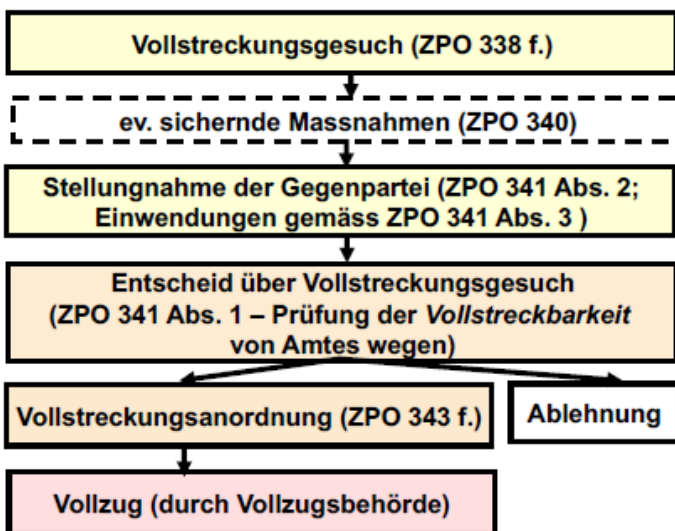 Vollstreckungsgesuch (ZPO 338 f.)
ev. sichernde Massnahmen (ZPO 340)
Stellungnahme der Gegenpartei (ZPO 341 Abs. 2;
Einwendungen gemäss ZPO 341 Abs. 3 )
Entscheid über Vollstreckungsgesuch
(ZPO 341 Abs. 1 – Prüfung der Vollstreckbarkeit
von Amtes wegen)
Vollstreckungsanordnung (ZPO 343 f.)
Ablehnung
Vollzug (durch Vollzugsbehörde)